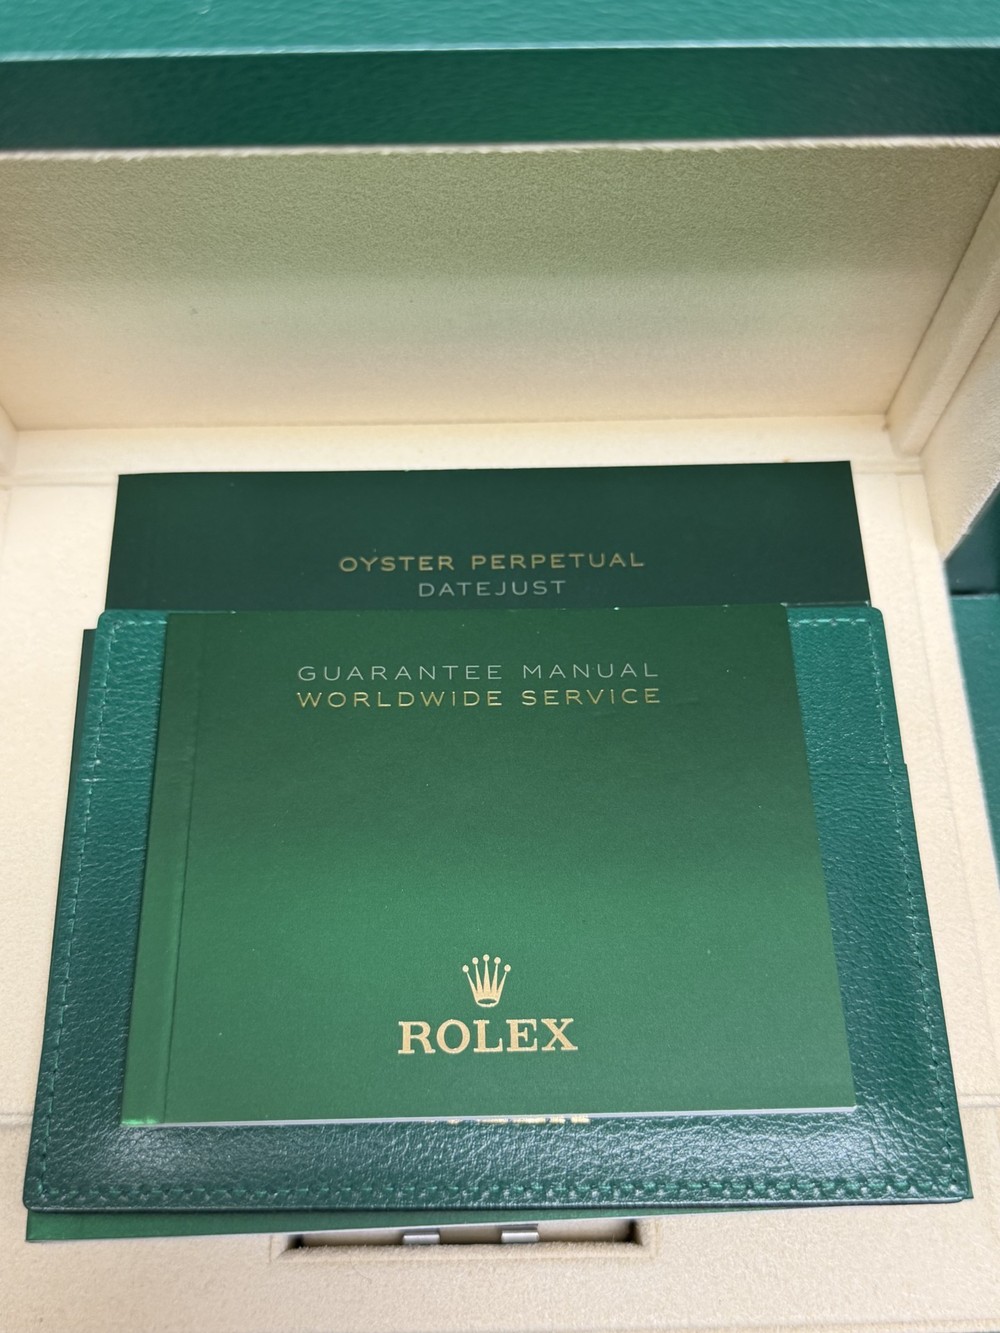 OYSTER PERPETUAL
DATEJUST
GUARANTEE MANUAL
WORLDWIDE SERVICE
ROLEX